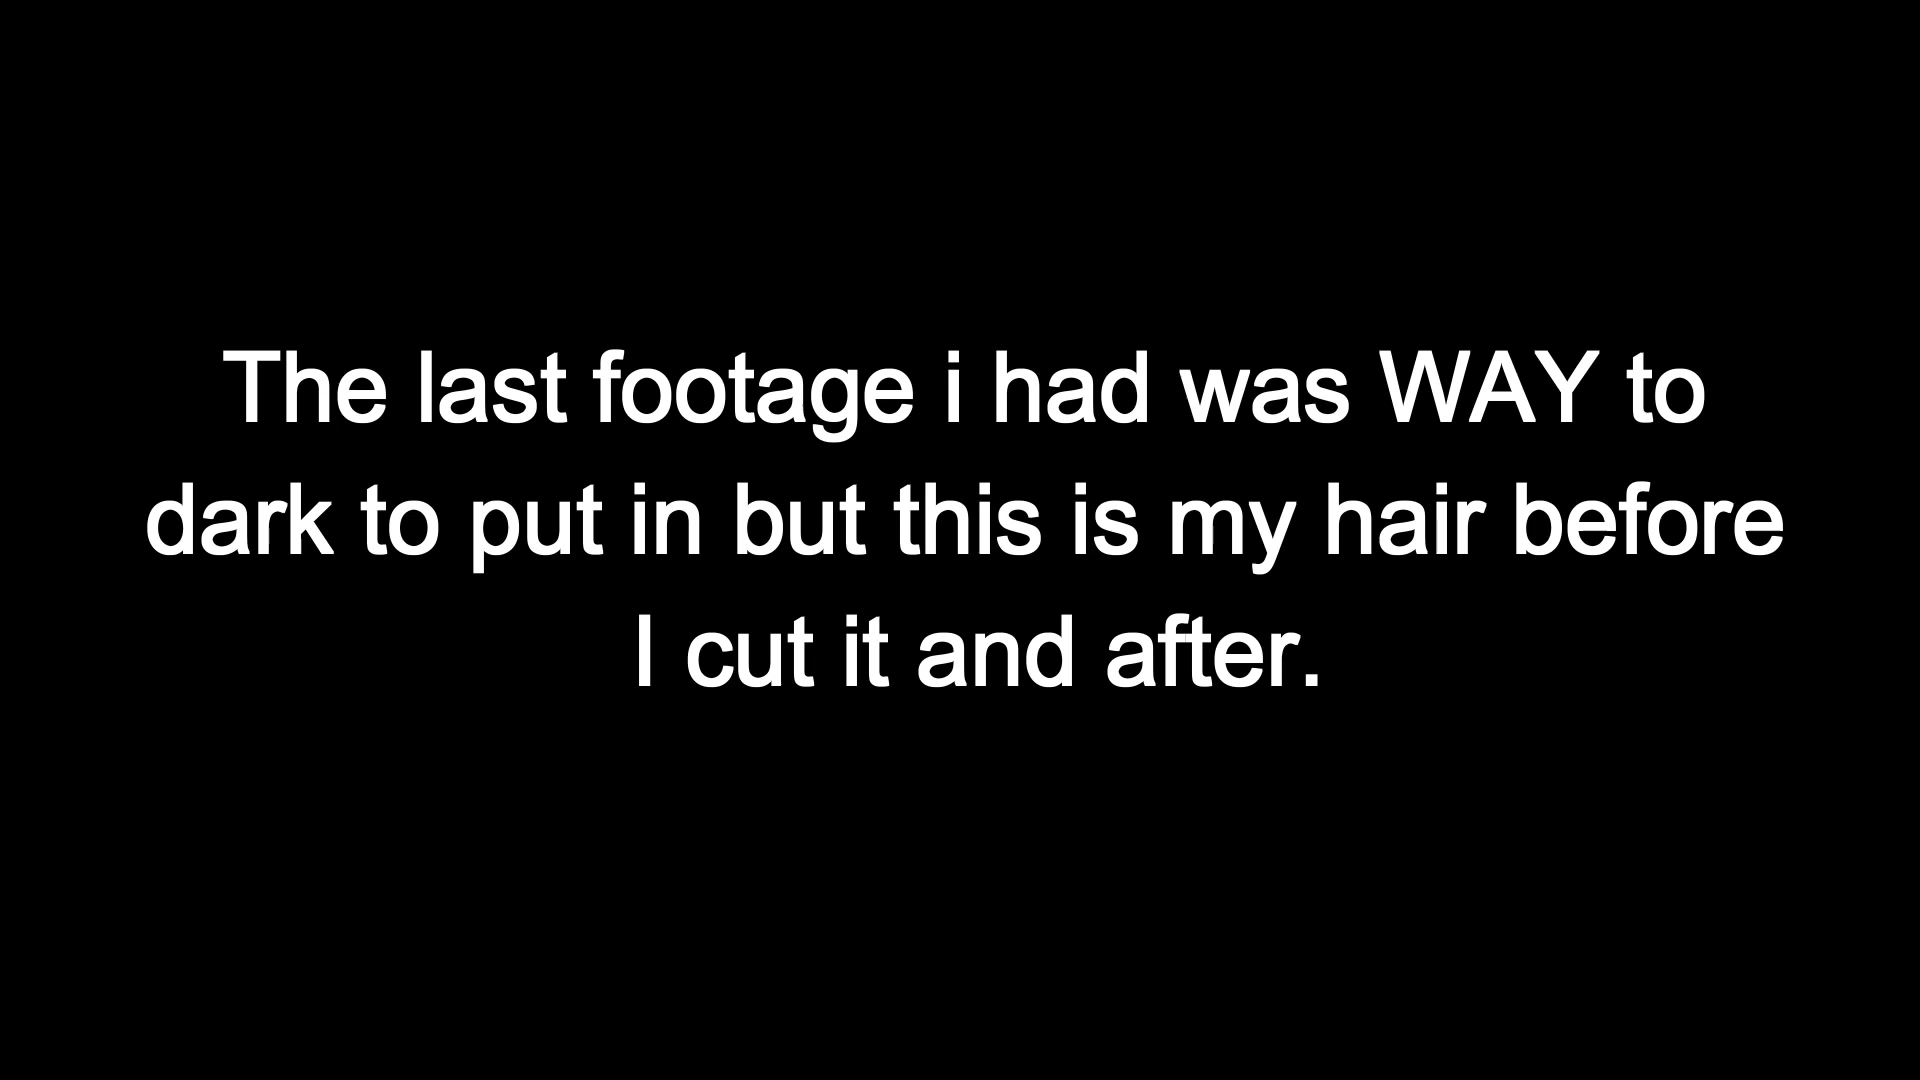 The last footage i had was WAY to
dark to put in but this is my hair before
I cut it and after.